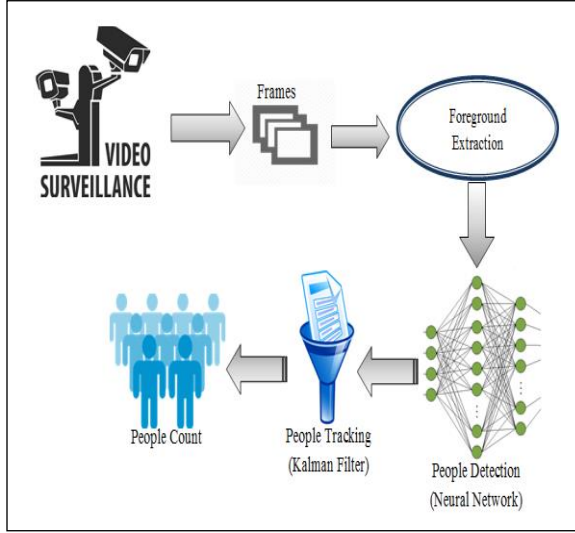 VIDEO
SURVEILLANCE
Frames
Foreground
Extraction
People Detection
(Neural Network)
People Tracking
(Kalman Filter)
People Count